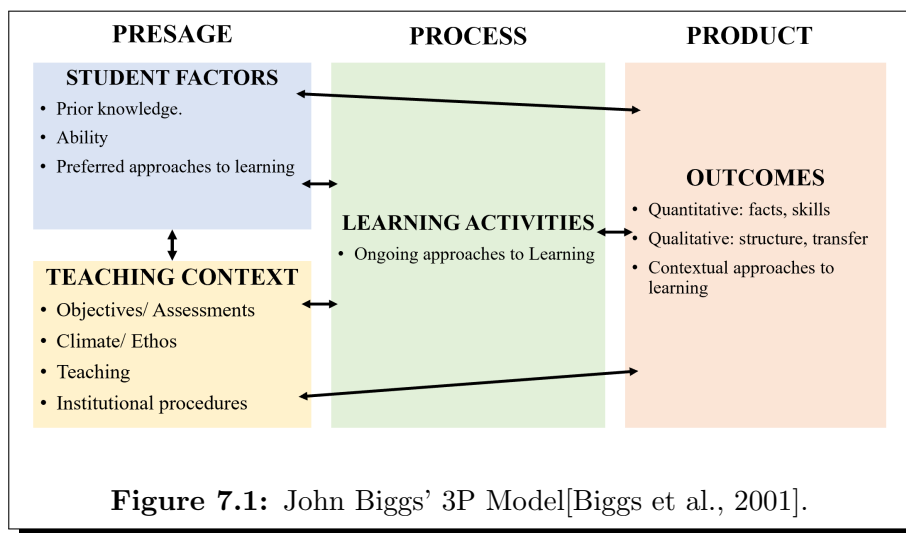 PRESAGE
PROCESS
PRODUCT
STUDENT FACTORS
• Prior knowledge.
• Ability
• Preferred approaches to learning
TEACHING CONTEXT
• Objectives/ Assessments
• Climate/ Ethos
• Teaching
• Institutional procedures
LEARNING ACTIVITIES
• Ongoing approaches to Learning
OUTCOMES
• Quantitative: facts, skills
• Qualitative: structure, transfer
• Contextual approaches to
learning
Figure 7.1: John Biggs' 3P Model[Biggs et al., 2001].